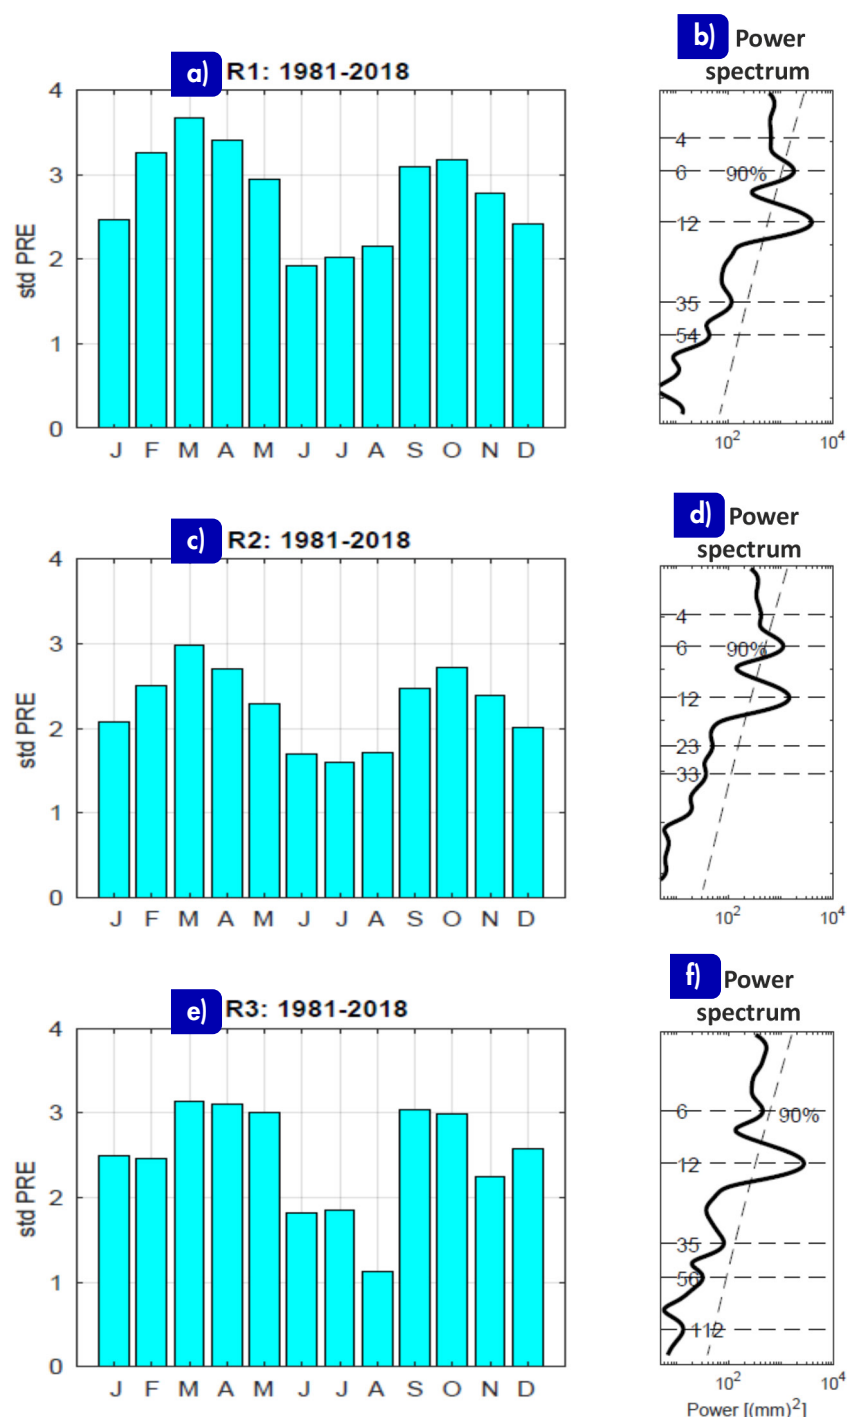 a) R1: 1981-2018
4
3
2
1
0
std PRE
J F M A M J J A S O N D
b) Power
spectrum
4
6 90%
12
35
54
10² 10⁴
c) R2: 1981-2018
4
3
2
1
0
std PRE
J F M A M J J A S O N D
d) Power
spectrum
4
6 90%
12
23
33
10² 10⁴
e) R3: 1981-2018
4
3
2
1
0
std PRE
J F M A M J J A S O N D
f) Power
spectrum
6 90%
12
35
56
112
10² 10⁴
Power [(mm)²]